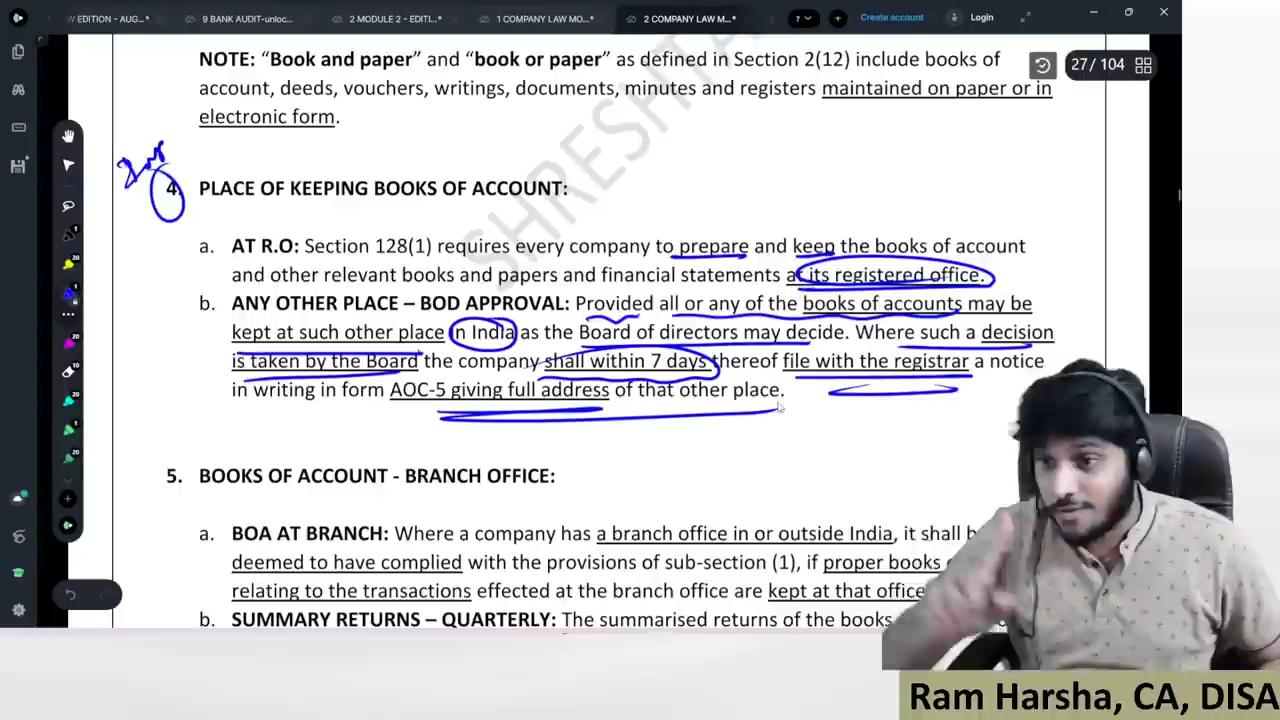 W EDITION - AUG...*
9 BANK AUDIT-unloc...
2 MODULE 2 - EDITI...*
1 COMPANY LAW MO...*
2 COMPANY LAW M...*
7
Create account
Login
27 / 104
NOTE: “Book and paper” and “book or paper” as defined in Section 2(12) include books of
account, deeds, vouchers, writings, documents, minutes and registers maintained on paper or in
electronic form.
SHRESHTA
4. PLACE OF KEEPING BOOKS OF ACCOUNT:
a. AT R.O: Section 128(1) requires every company to prepare and keep the books of account
and other relevant books and papers and financial statements at its registered office.
b. ANY OTHER PLACE – BOD APPROVAL: Provided all or any of the books of accounts may be
kept at such other place in India as the Board of directors may decide. Where such a decision
is taken by the Board the company shall within 7 days thereof file with the registrar a notice
in writing in form AOC-5 giving full address of that other place.
5. BOOKS OF ACCOUNT - BRANCH OFFICE:
a. BOA AT BRANCH: Where a company has a branch office in or outside India, it shall
deemed to have complied with the provisions of sub-section (1), if proper books
relating to the transactions effected at the branch office are kept at that office
b. SUMMARY RETURNS – QUARTERLY: The summarised returns of the books
Ram Harsha, CA, DISA